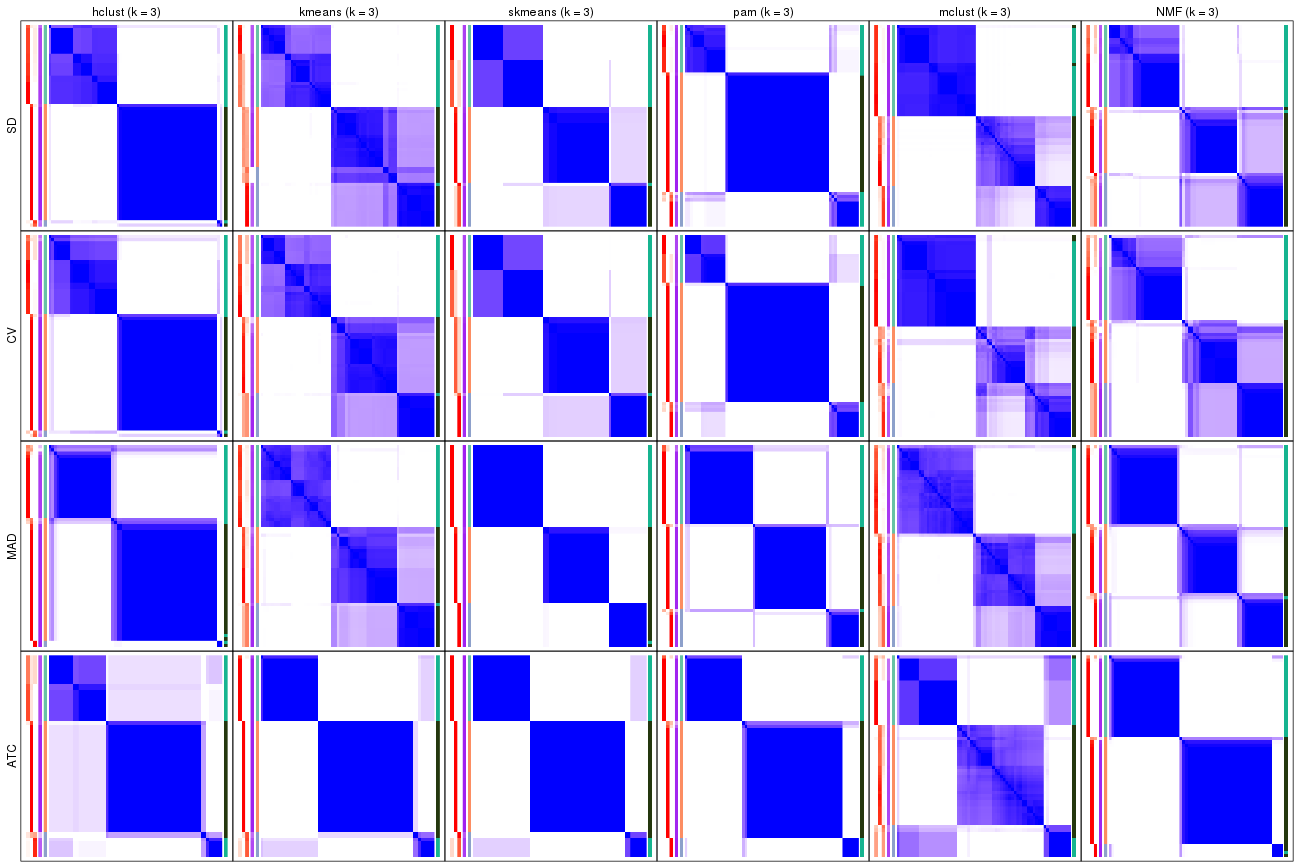 hclust (k = 3) kmeans (k = 3) skmeans (k = 3) pam (k = 3) mclust (k = 3) NMF (k = 3)
SD
CV
MAD
ATC